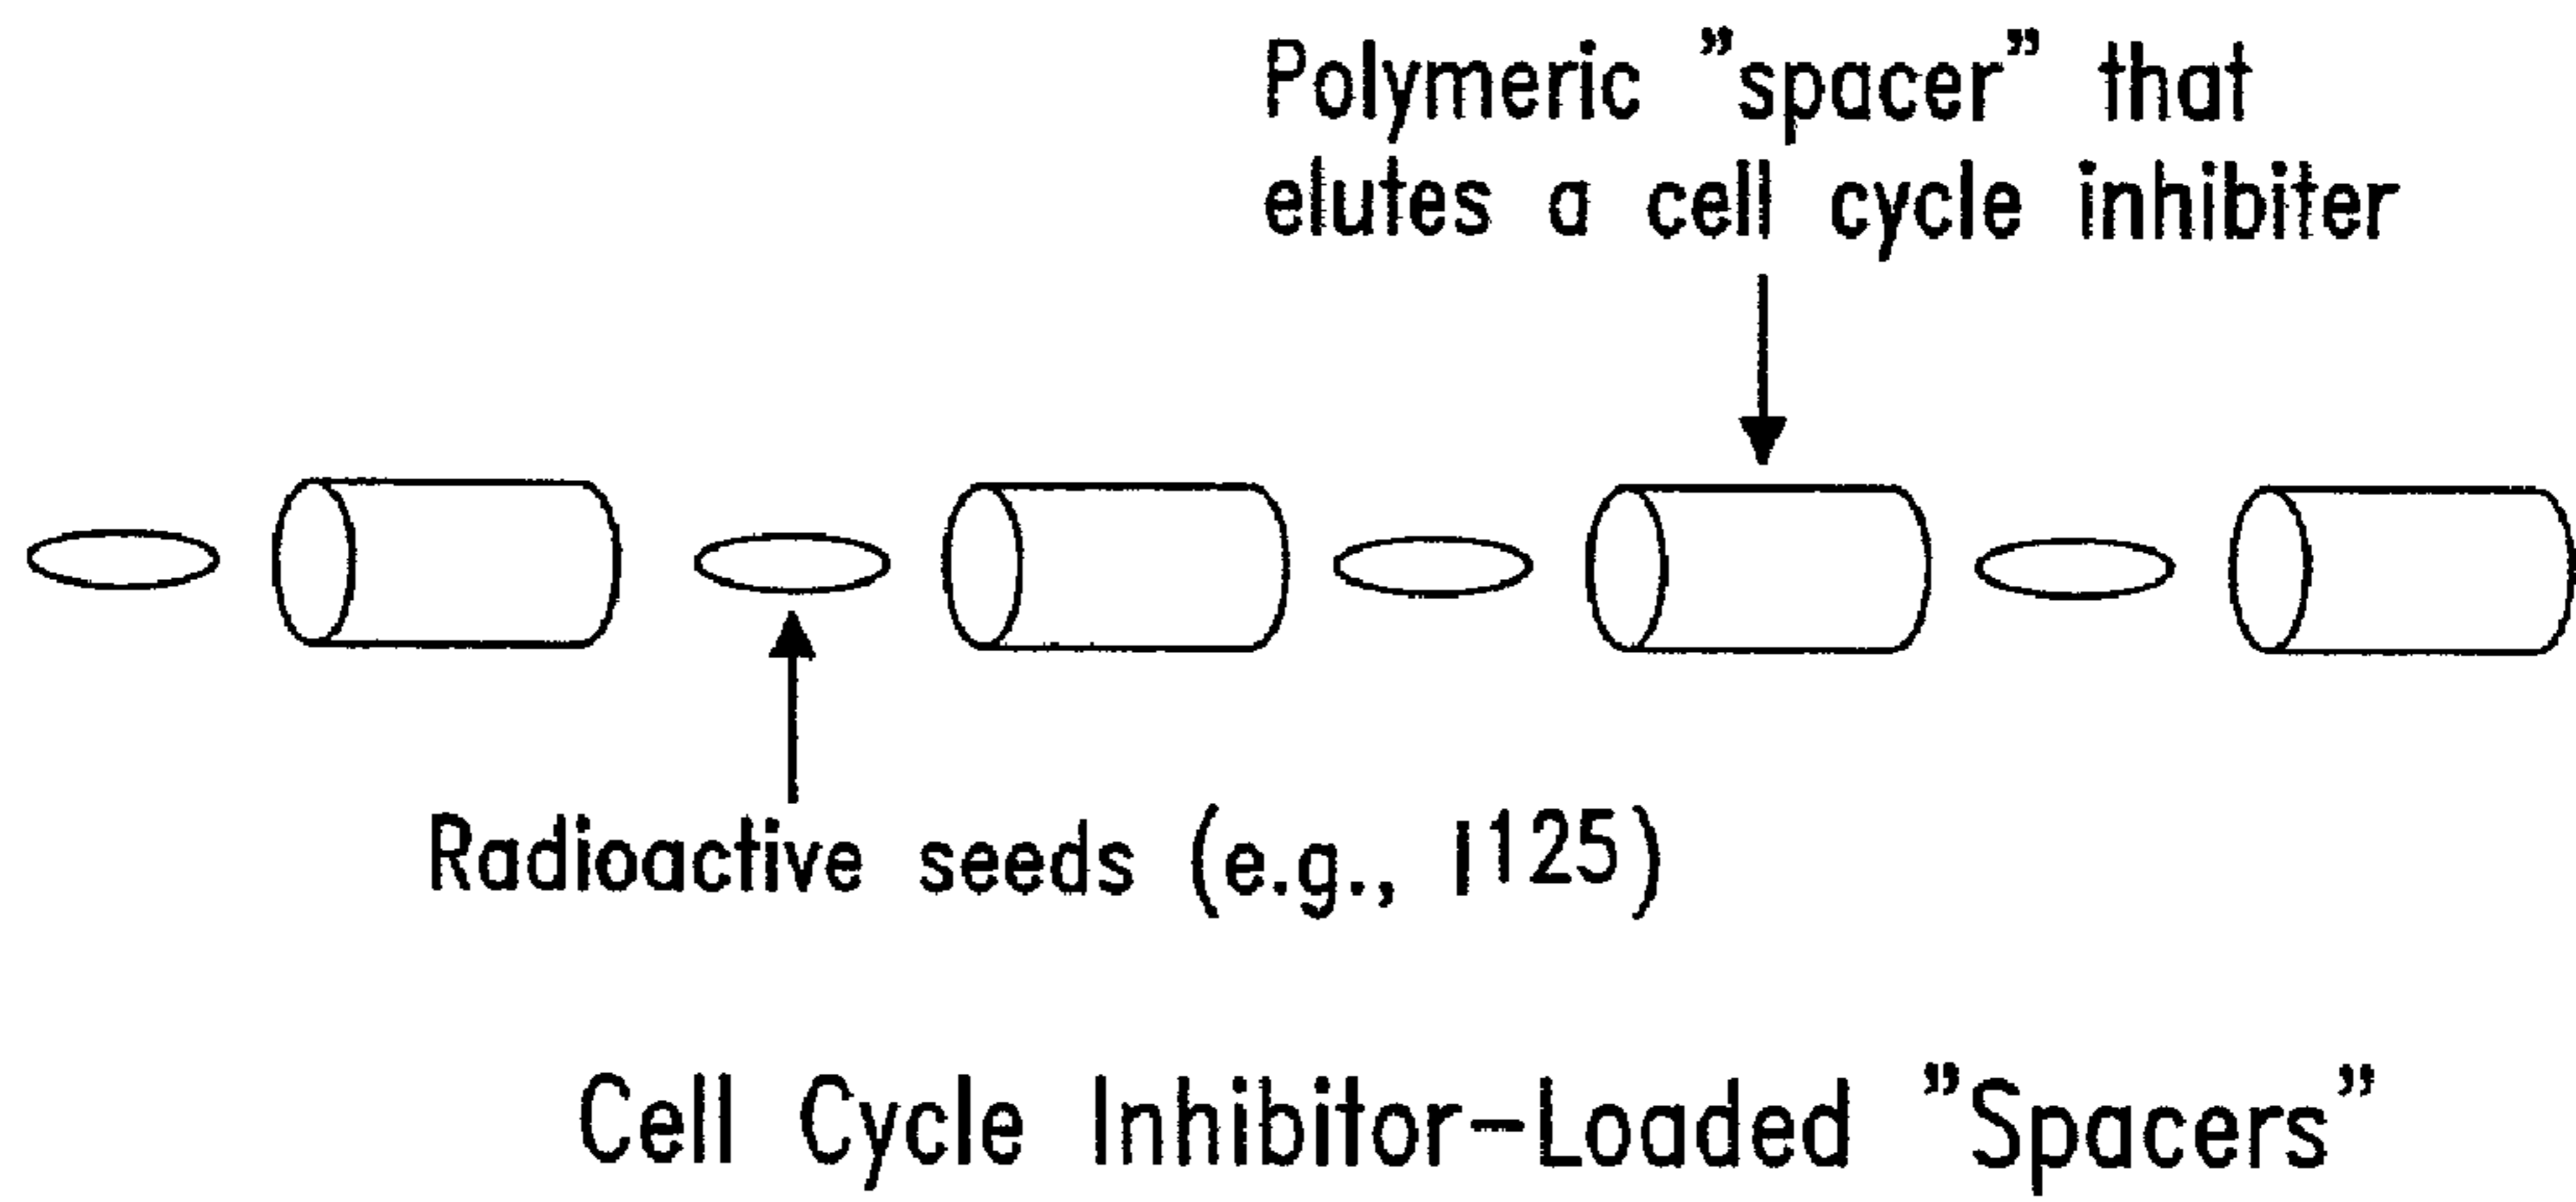 Polymeric "spacer" that
elutes a cell cycle inhibiter
Radioactive seeds (e.g., I125)
Cell Cycle Inhibitor-Loaded "Spacers"